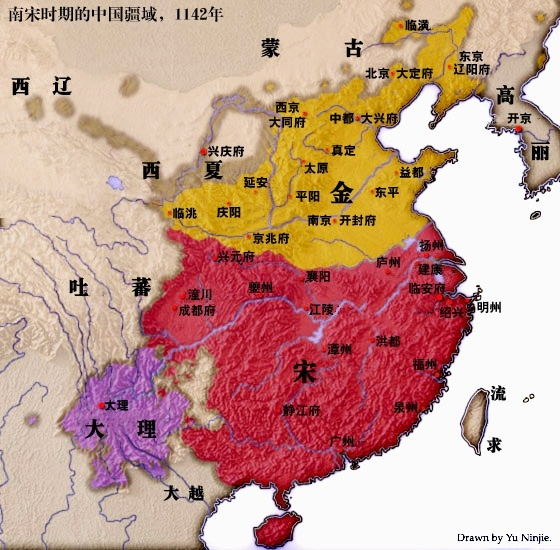 南宋时期的中国疆域，1142年
临潢
蒙 古
东京
辽阳府
西 辽
北京 大定府
高
丽
西京
大同府
中都 大兴府
开京
兴庆府
真定
西 夏
太原
益都
延安
金
东平
平阳
临洮
庆阳
南京 开封府
京兆府
扬州
兴元府
庐州
建康
襄阳
吐 蕃
夔州
临安府
潼川
成都府
江陵
绍兴
明州
漳州
洪都
宋
福州
大理
静江府
泉州
流
求
大 理
广州
大越
Drawn by Yu Ninjie.